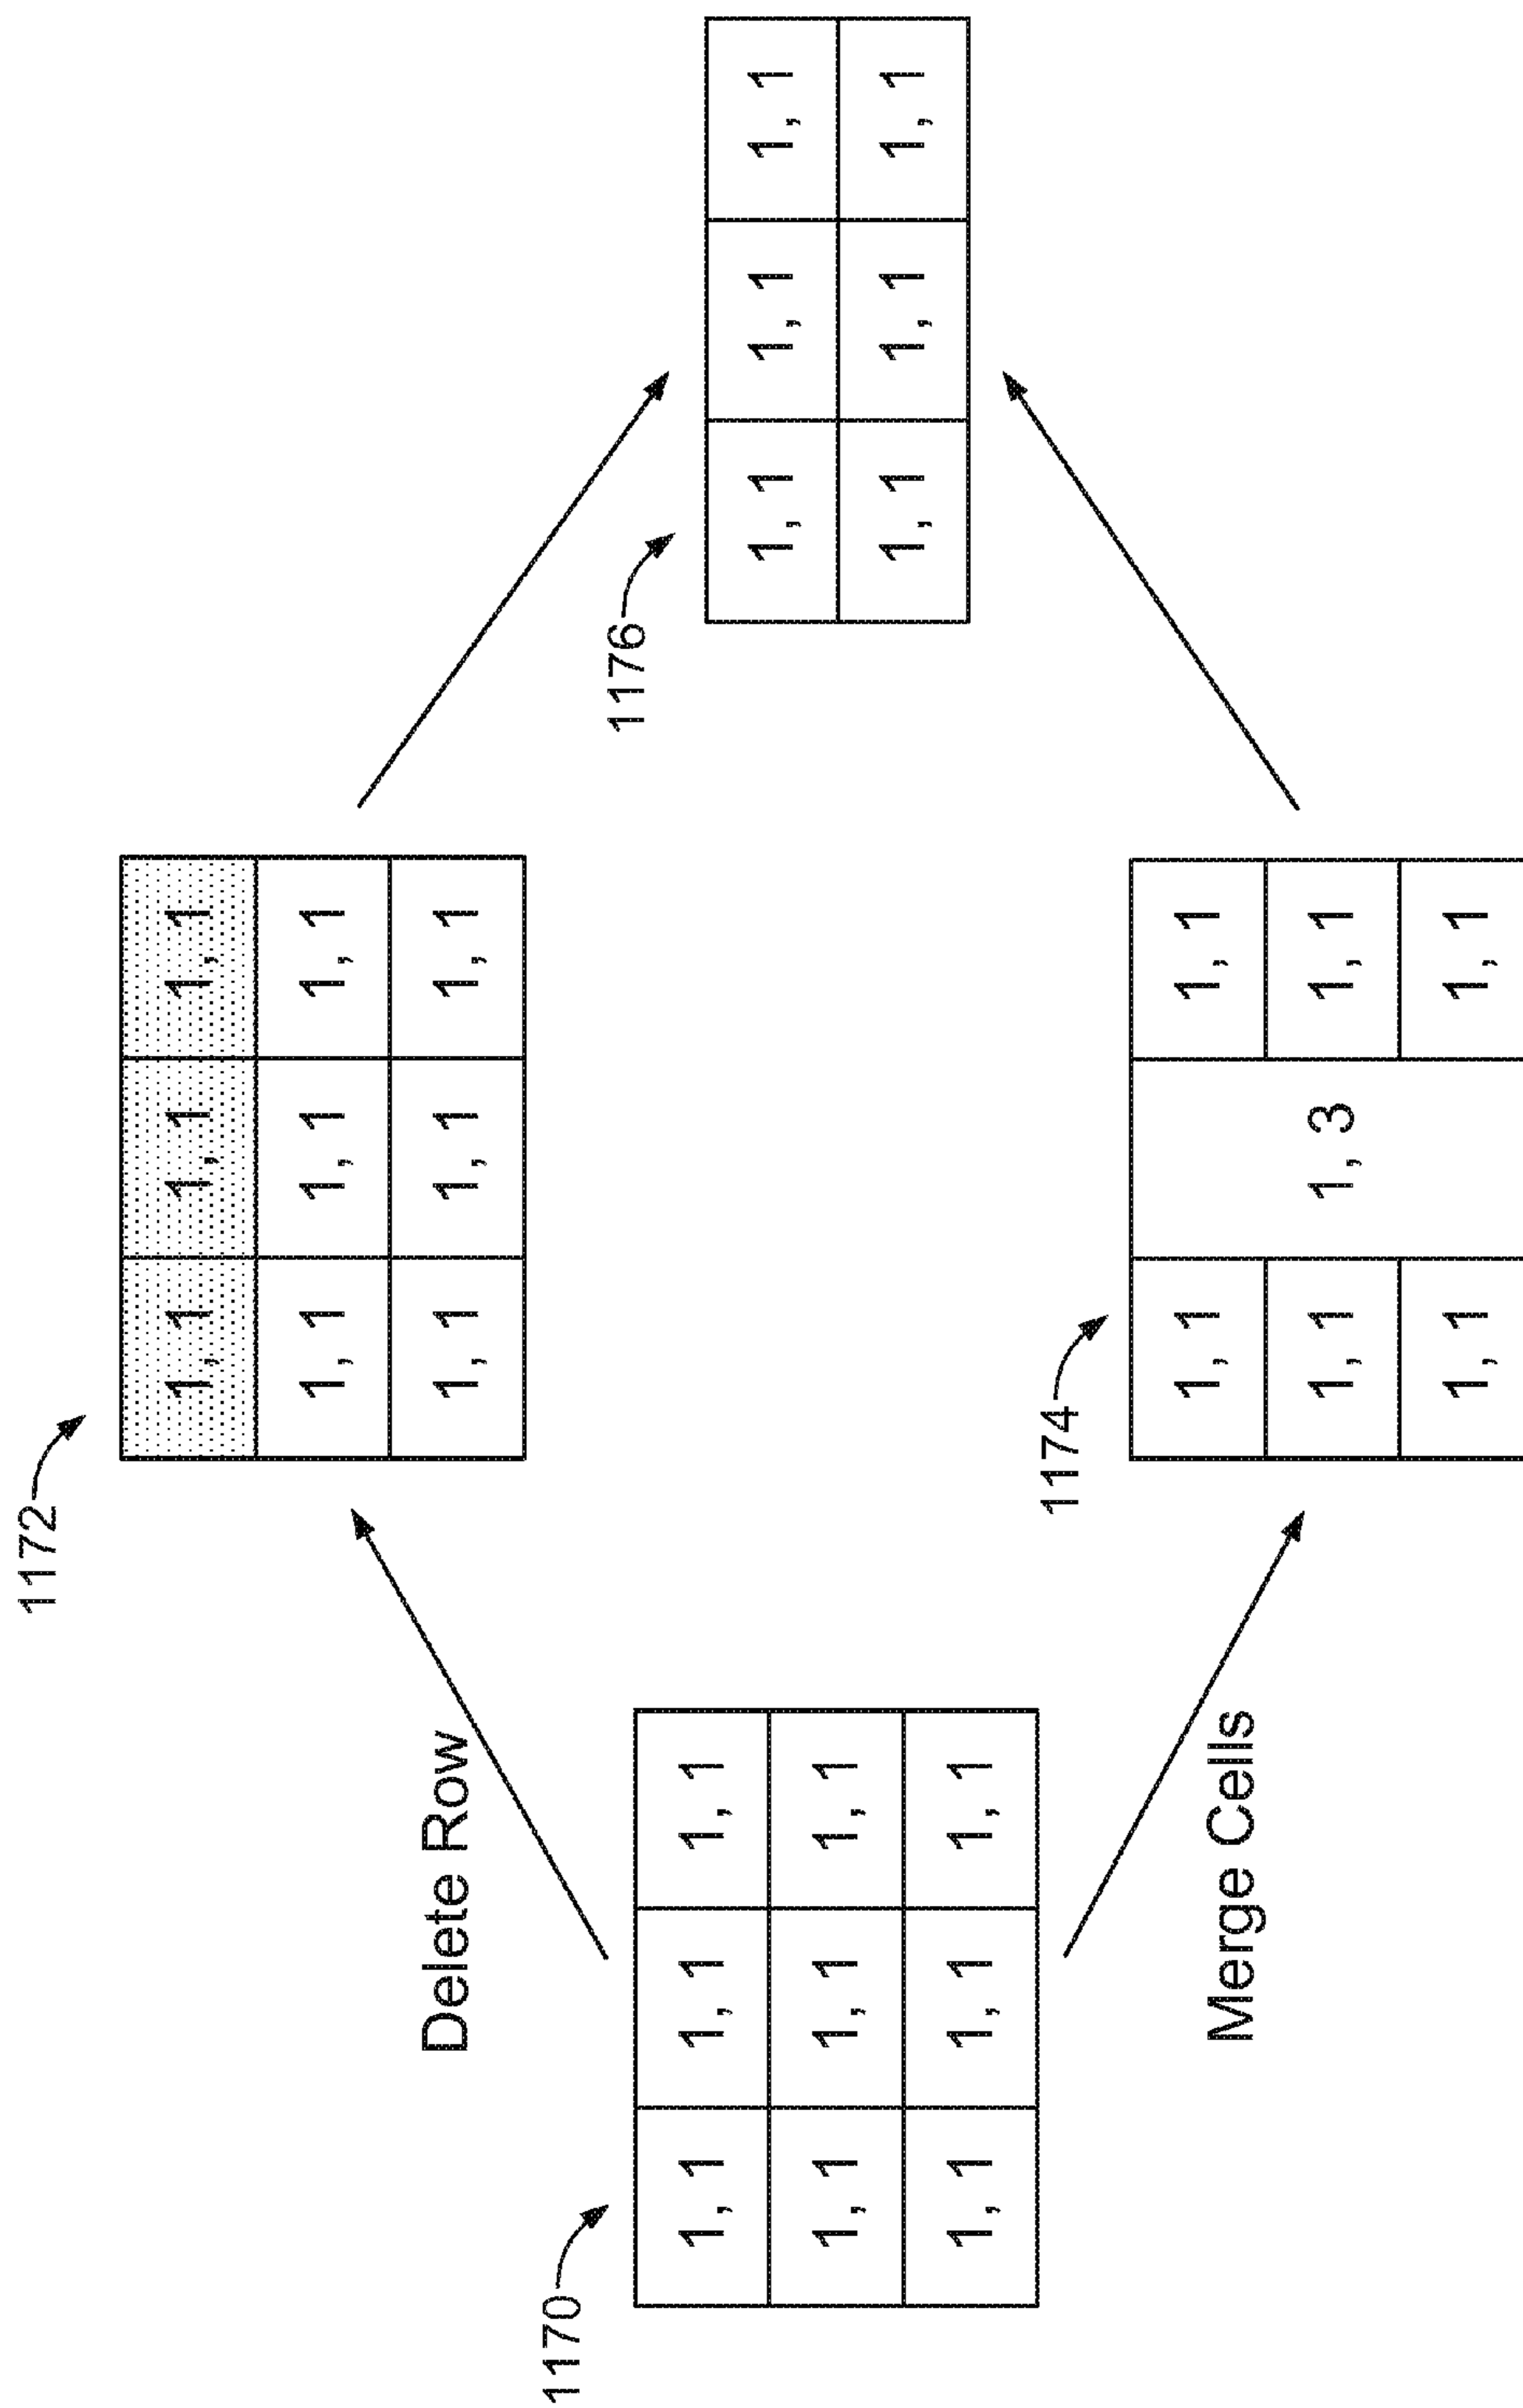 1172
1, 1 1, 1 1, 1
1, 1 1, 1 1, 1
1, 1 1, 1 1, 1
Delete Row
1170
1, 1 1, 1 1, 1
1, 1 1, 1 1, 1
1, 1 1, 1 1, 1
1176
1, 1 1, 1 1, 1
1, 1 1, 1 1, 1
Merge Cells
1174
1, 1 1, 1
1, 1 1, 3 1, 1
1, 1 1, 1